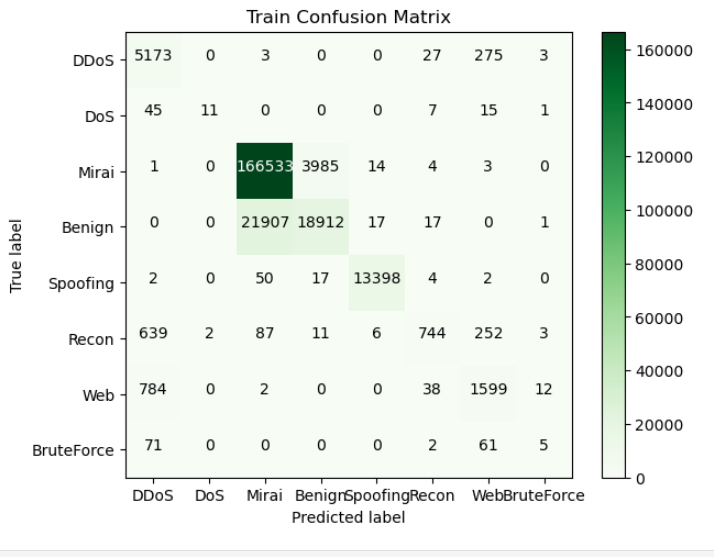 Train Confusion Matrix
DDoS 5173 0 3 0 0 27 275 3
DoS 45 11 0 0 0 7 15 1
Mirai 1 0 166533 3985 14 4 3 0
Benign 0 0 21907 18912 17 17 0 1
Spoofing 2 0 50 17 13398 4 2 0
Recon 639 2 87 11 6 744 252 3
Web 784 0 2 0 0 38 1599 12
BruteForce 71 0 0 0 0 2 61 5
DDoS DoS Mirai Benign Spoofing Recon Web BruteForce
Predicted label
True label
160000
140000
120000
100000
80000
60000
40000
20000
0